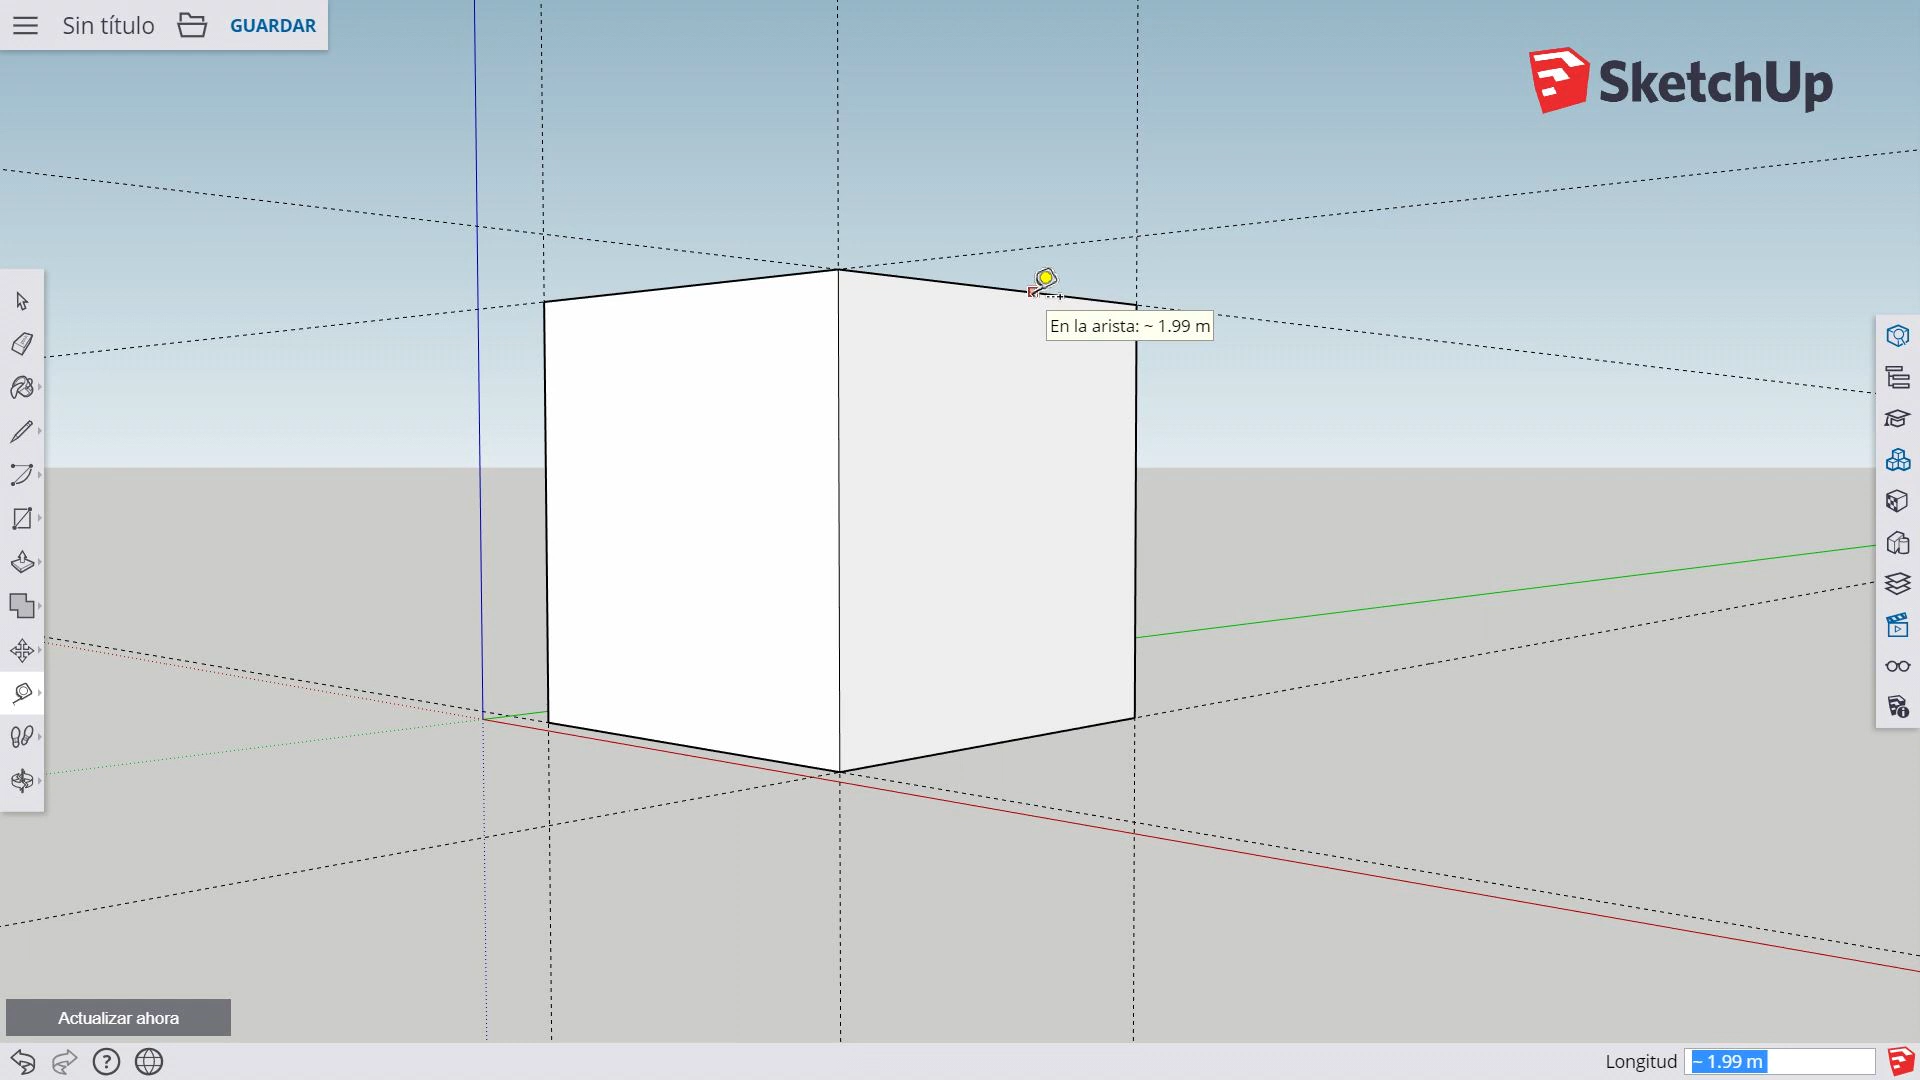 Sin título
GUARDAR
SketchUp
En la arista: ~ 1.99 m
Actualizar ahora
?
Longitud ~ 1.99 m